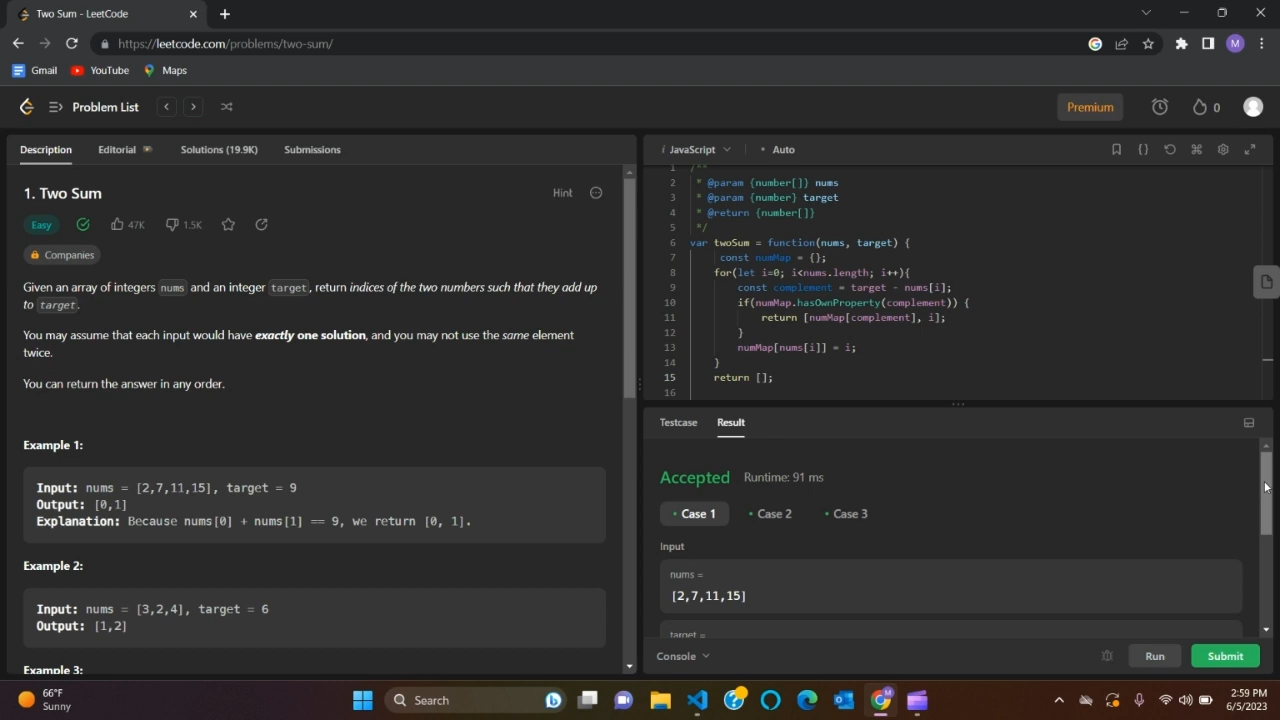 Two Sum - LeetCode
https://leetcode.com/problems/two-sum/
M
Gmail
YouTube
Maps
Problem List
Premium
0
Description
Editorial
Solutions (19.9K)
Submissions
1. Two Sum
Hint
Easy
47K
1.5K
Companies
Given an array of integers nums and an integer target, return indices of the two numbers such that they add up
to target.
You may assume that each input would have exactly one solution, and you may not use the same element
twice.
You can return the answer in any order.
Example 1:
Input: nums = [2,7,11,15], target = 9
Output: [0,1]
Explanation: Because nums[0] + nums[1] == 9, we return [0, 1].
Example 2:
Input: nums = [3,2,4], target = 6
Output: [1,2]
Example 3:
i JavaScript
• Auto
1 /**
2 * @param {number[]} nums
3 * @param {number} target
4 * @return {number[]}
5 */
6 var twoSum = function(nums, target) {
7 const numMap = {};
8 for(let i=0; i<nums.length; i++){
9 const complement = target - nums[i];
10 if(numMap.hasOwnProperty(complement)) {
11 return [numMap[complement], i];
12 }
13 numMap[nums[i]] = i;
14 }
15 return [];
16
Testcase
Result
Accepted
Runtime: 91 ms
• Case 1
• Case 2
• Case 3
Input
nums =
[2,7,11,15]
target =
Console
Run
Submit
66°F
Sunny
Search
2:59 PM
6/5/2023